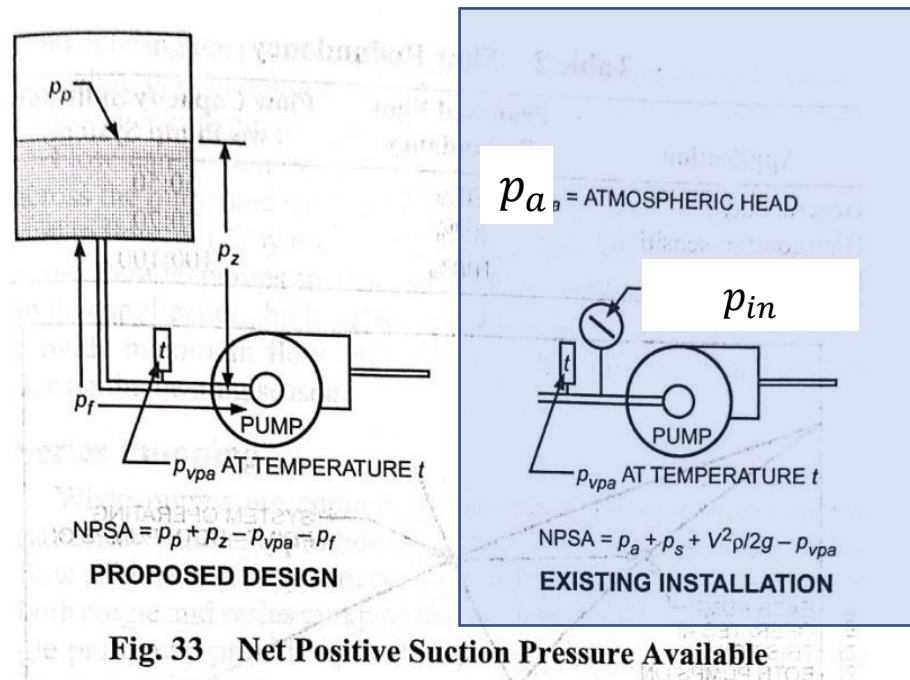 p_p
p_z
t
p_f
PUMP
p_vpa AT TEMPERATURE t
NPSA = p_p + p_z – p_vpa – p_f
PROPOSED DESIGN
p_a
a = ATMOSPHERIC HEAD
p_in
t
PUMP
p_vpa AT TEMPERATURE t
NPSA = p_a + p_s + V²ρ/2g – p_vpa
EXISTING INSTALLATION
Fig. 33 Net Positive Suction Pressure Available